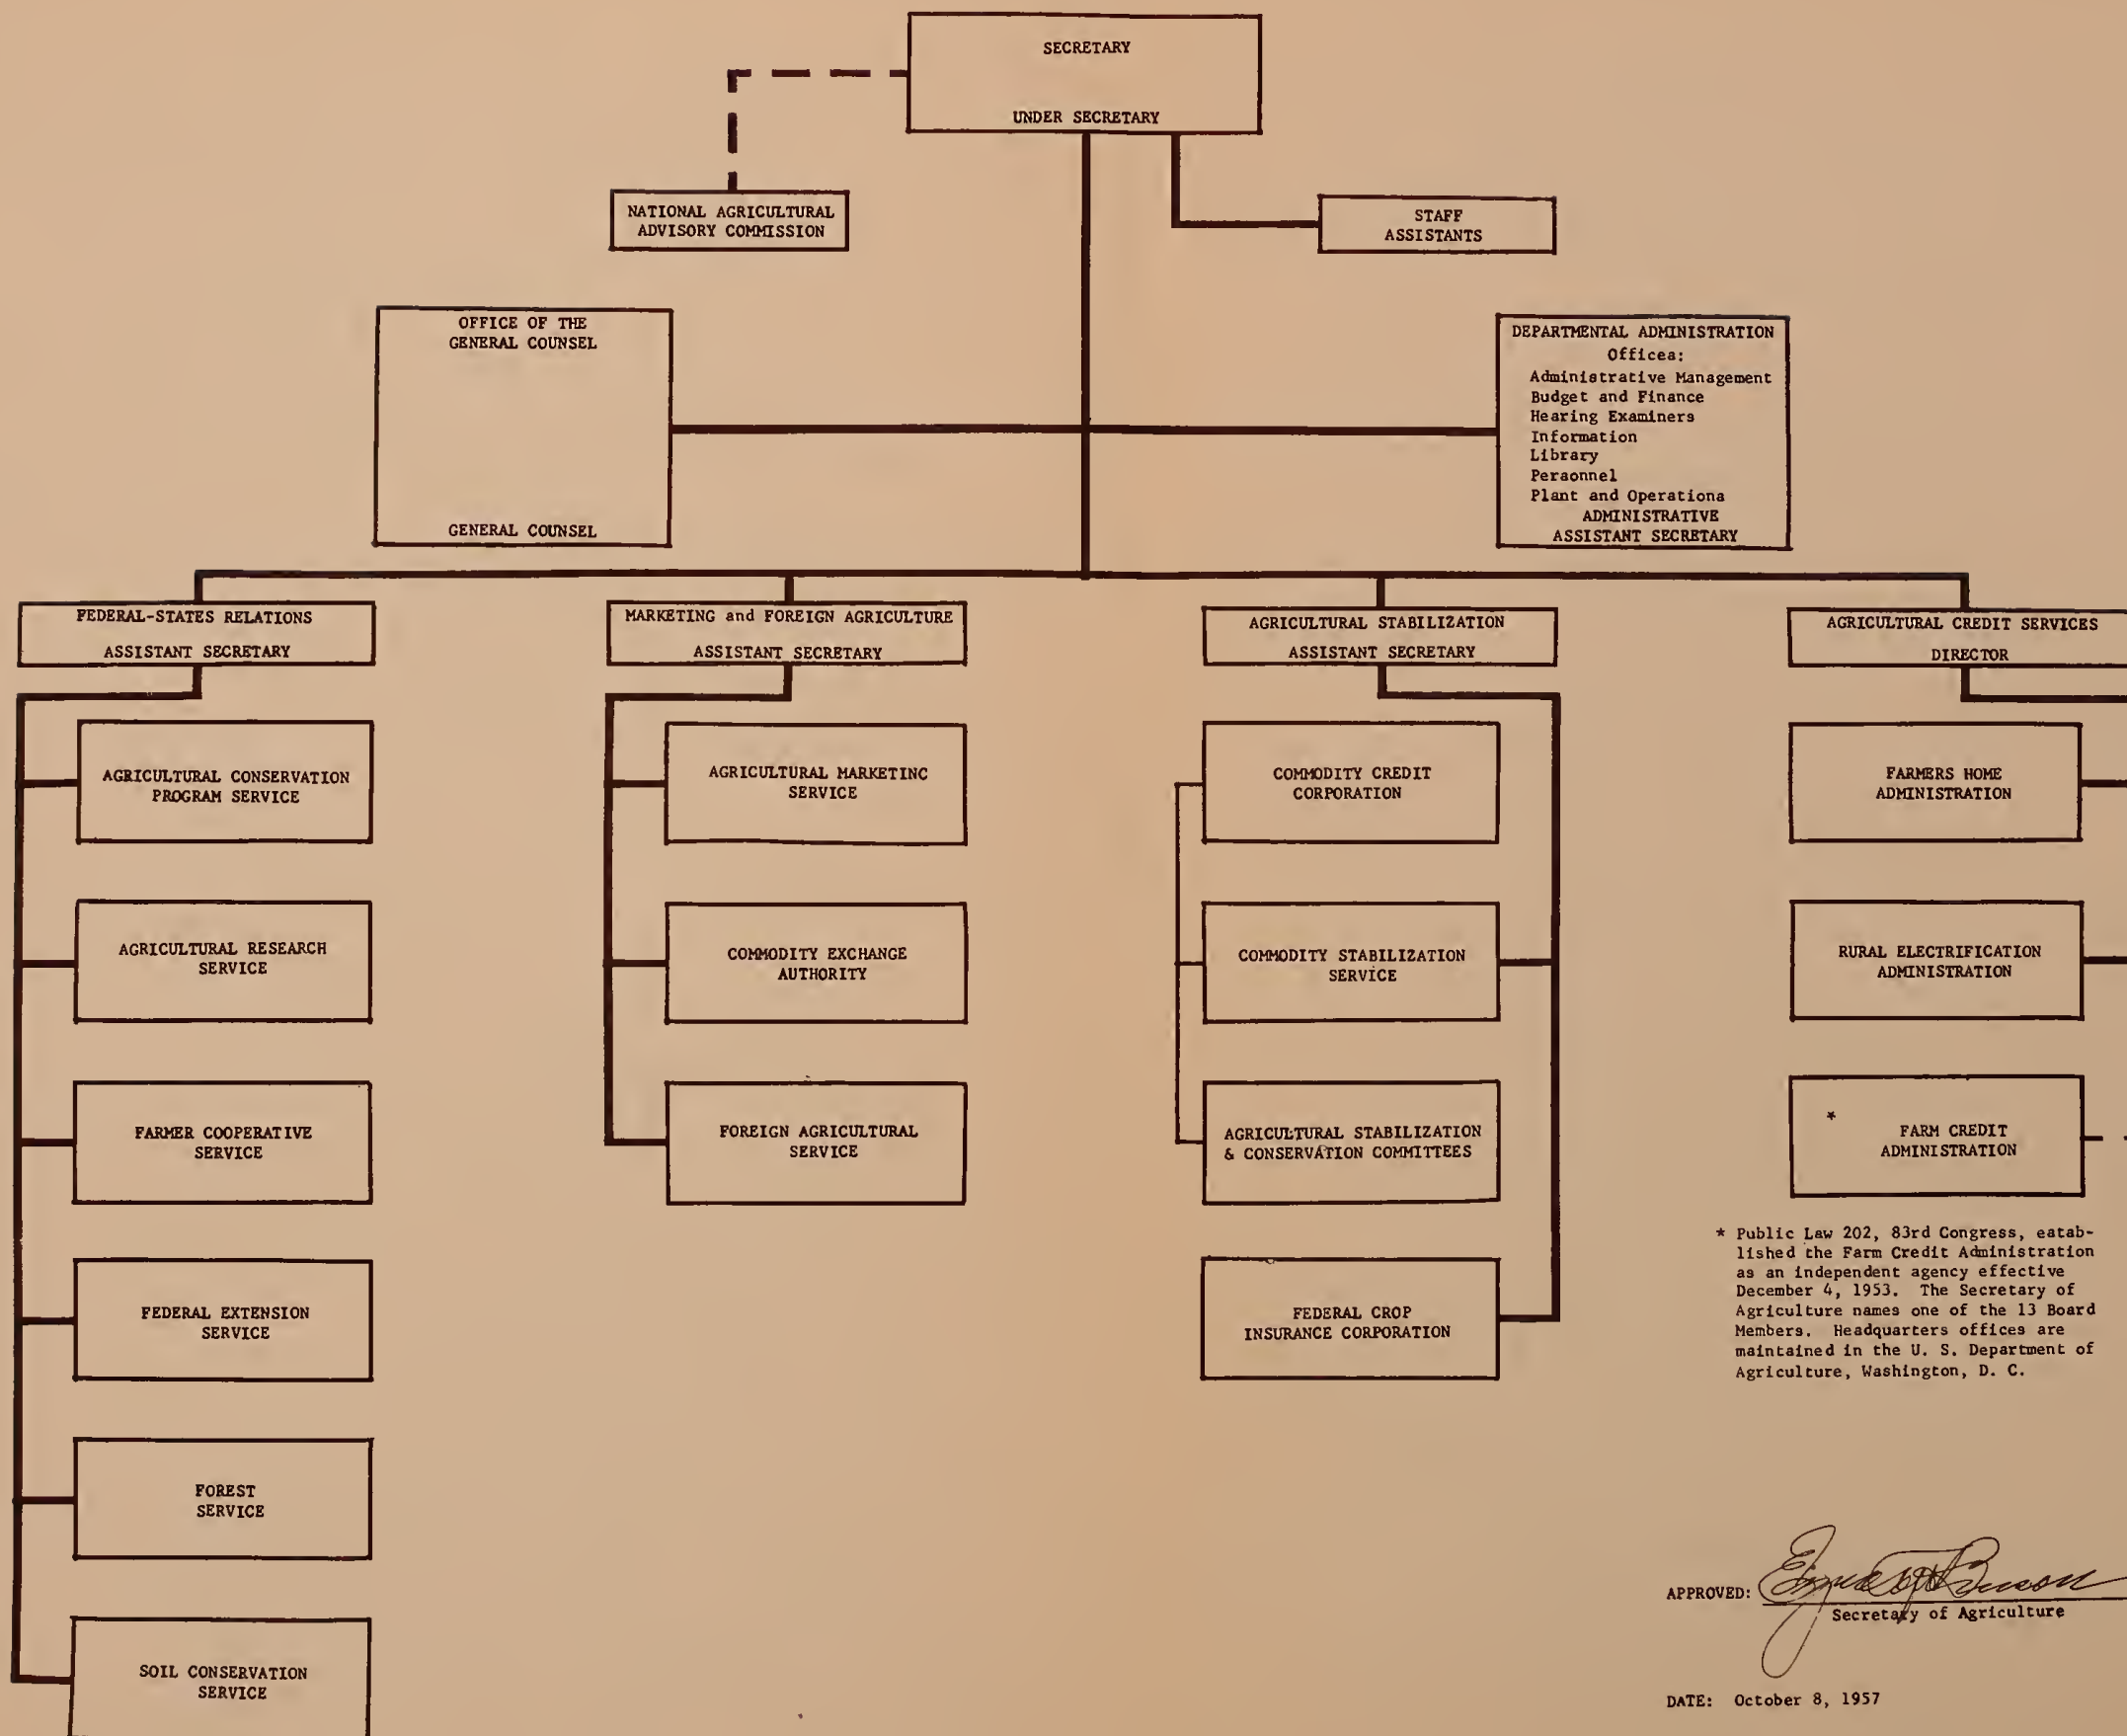 SECRETARY
UNDER SECRETARY
NATIONAL AGRICULTURAL
ADVISORY COMMISSION
STAFF
ASSISTANTS
OFFICE OF THE
GENERAL COUNSEL
GENERAL COUNSEL
DEPARTMENTAL ADMINISTRATION
Officea:
Administrative Management
Budget and Finance
Hearing Examiners
Information
Library
Peraonnel
Plant and Operationa
ADMINISTRATIVE
ASSISTANT SECRETARY
FEDERAL-STATES RELATIONS
ASSISTANT SECRETARY
AGRICULTURAL CONSERVATION
PROGRAM SERVICE
AGRICULTURAL RESEARCH
SERVICE
FARMER COOPERATIVE
SERVICE
FEDERAL EXTENSION
SERVICE
FOREST
SERVICE
SOIL CONSERVATION
SERVICE
MARKETING and FOREIGN AGRICULTURE
ASSISTANT SECRETARY
AGRICULTURAL MARKETINC
SERVICE
COMMODITY EXCHANGE
AUTHORITY
FOREIGN AGRICULTURAL
SERVICE
AGRICULTURAL STABILIZATION
ASSISTANT SECRETARY
COMMODITY CREDIT
CORPORATION
COMMODITY STABILIZATION
SERVICE
AGRICULTURAL STABILIZATION
& CONSERVATION COMMITTEES
FEDERAL CROP
INSURANCE CORPORATION
AGRICULTURAL CREDIT SERVICES
DIRECTOR
FARMERS HOME
ADMINISTRATION
RURAL ELECTRIFICATION
ADMINISTRATION
*
FARM CREDIT
ADMINISTRATION
* Public Law 202, 83rd Congress, eatab-
lished the Farm Credit Administration
as an independent agency effective
December 4, 1953. The Secretary of
Agriculture names one of the 13 Board
Members. Headquarters offices are
maintained in the U. S. Department of
Agriculture, Washington, D. C.
APPROVED:
Secretary of Agriculture
DATE: October 8, 1957